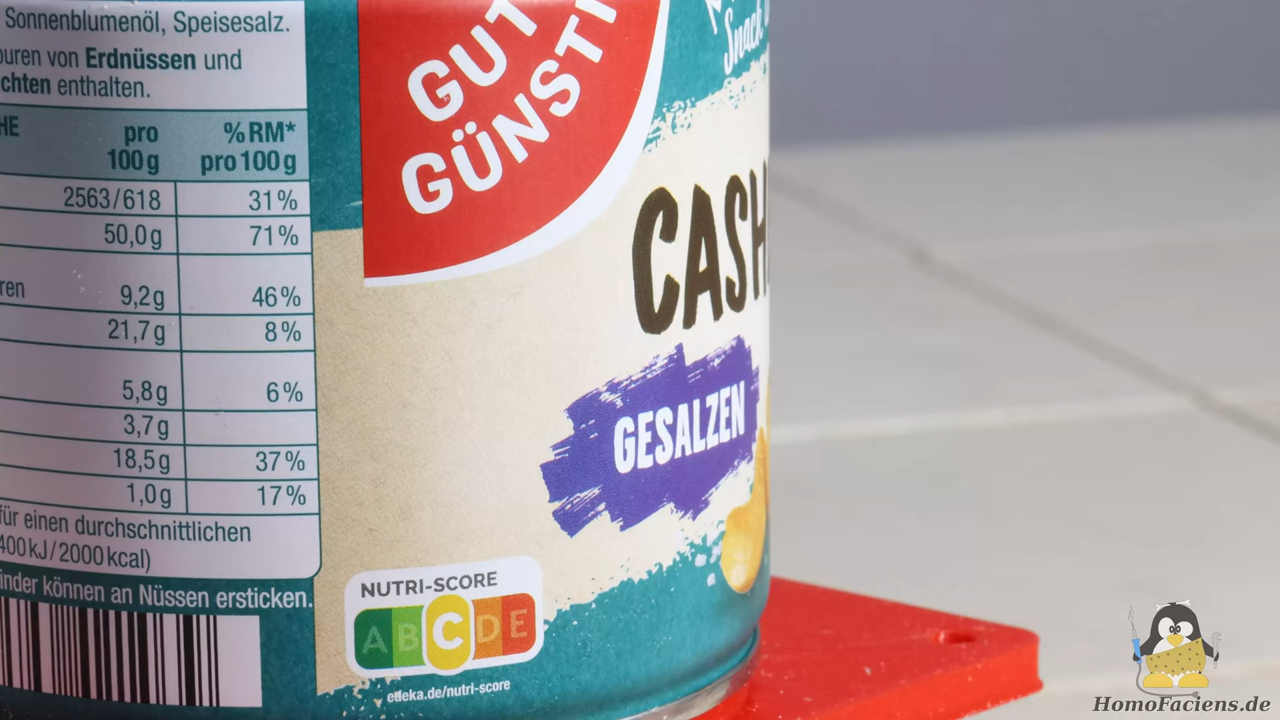 Sonnenblumenöl, Speisesalz.
von Erdnüssen und
enthalten.
pro
100g
%RM*
pro 100g
2563/618 31%
50,0g 71%
9,2g 46%
21,7g 8%
5,8g 6%
3,7g
18,5g 37%
1,0g 17%
für einen durchschnittlichen
400kJ/2000kcal)
können an Nüssen ersticken.
GUT
GÜNSTI
Snack
CASH
GESALZEN
NUTRI-SCORE
A B C D E
edeka.de/nutri-score
HomoFaciens.de